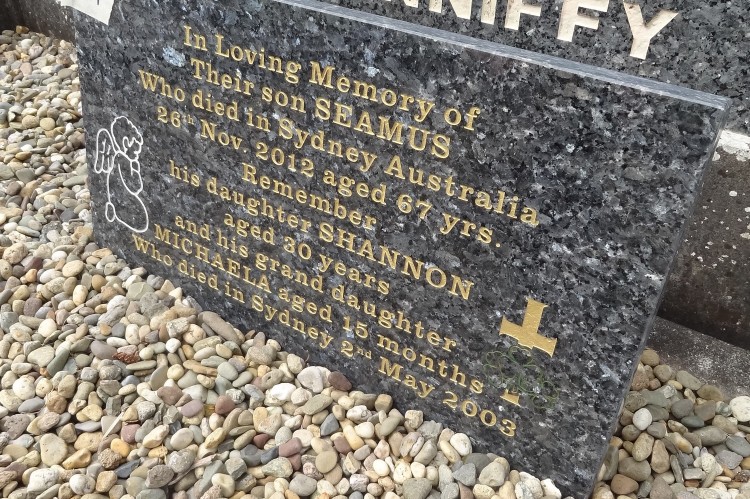 NNIFFY
In Loving Memory of
Their son SEAMUS
Who died in Sydney Australia
26th Nov. 2012 aged 67 yrs.
Remember
his daughter SHANNON
aged 30 years
and his grand daughter
MICHAELA aged 15 months
Who died in Sydney 2nd May 2003